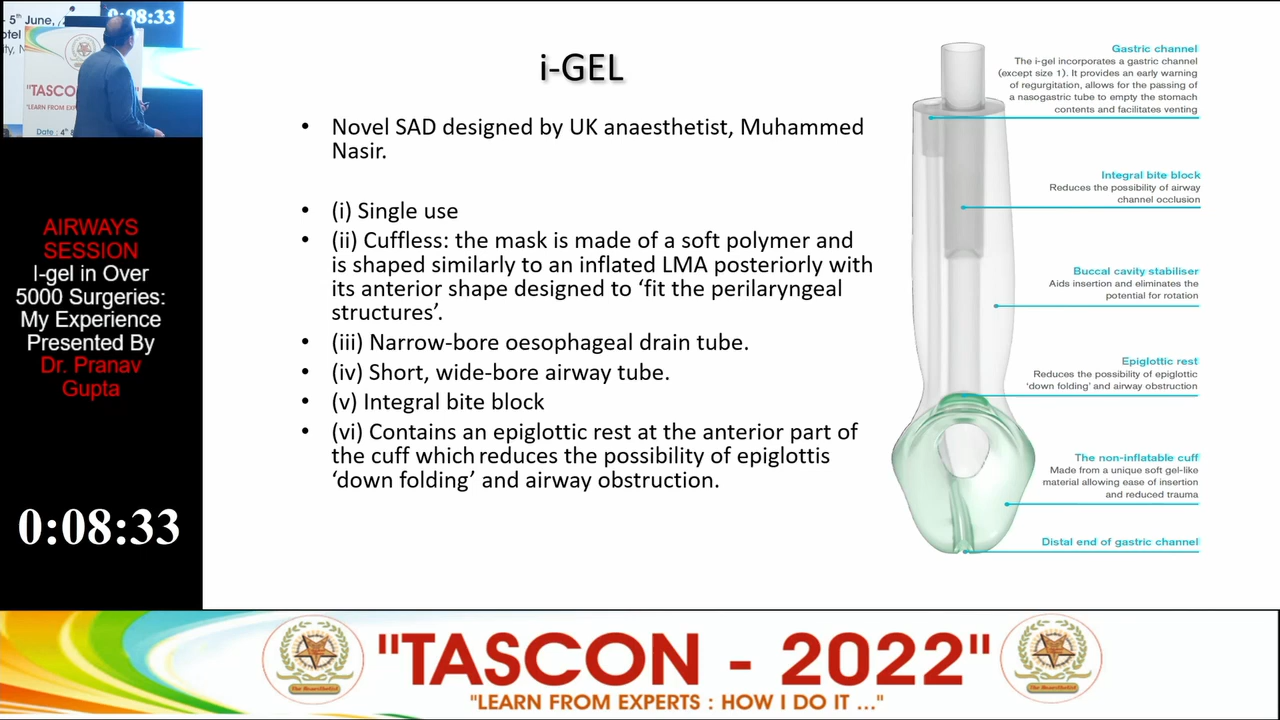 - 5th June, 2
otel
ity, N
0:08:33
"TASCON
"LEARN FROM EXP
Date : 4th
AIRWAYS
SESSION
I-gel in Over
5000 Surgeries:
My Experience
Presented By
Dr. Pranav
Gupta
0:08:33
i-GEL
• Novel SAD designed by UK anaesthetist, Muhammed
Nasir.
• (i) Single use
• (ii) Cuffless: the mask is made of a soft polymer and
is shaped similarly to an inflated LMA posteriorly with
its anterior shape designed to ‘fit the perilaryngeal
structures’.
• (iii) Narrow-bore oesophageal drain tube.
• (iv) Short, wide-bore airway tube.
• (v) Integral bite block
• (vi) Contains an epiglottic rest at the anterior part of
the cuff which reduces the possibility of epiglottis
‘down folding’ and airway obstruction.
Gastric channel
The i-gel incorporates a gastric channel
(except size 1). It provides an early warning
of regurgitation, allows for the passing of
a nasogastric tube to empty the stomach
contents and facilitates venting
Integral bite block
Reduces the possibility of airway
channel occlusion
Buccal cavity stabiliser
Aids insertion and eliminates the
potential for rotation
Epiglottic rest
Reduces the possibility of epiglottic
‘down folding’ and airway obstruction
The non-inflatable cuff
Made from a unique soft gel-like
material allowing ease of insertion
and reduced trauma
Distal end of gastric channel
"TASCON - 2022"
"LEARN FROM EXPERTS : HOW I DO IT ..."